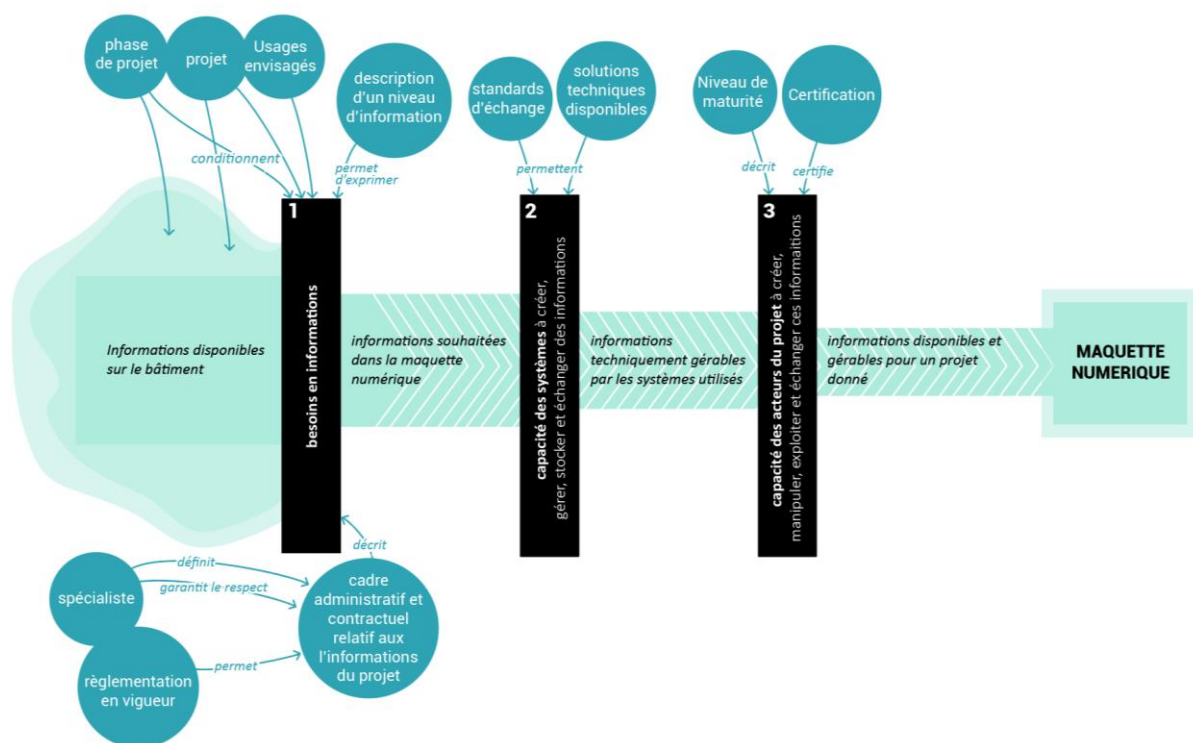 phase
de projet
projet
Usages
envisagés
description
d'un niveau
d'information
standards
d'échange
solutions
techniques
disponibles
Niveau de
maturité
Certification
conditionnent
permet
d'exprimer
permettent
décrit
certifie
1
besoins en informations
2
capacité des systèmes à créer,
gérer, stocker et échanger des informations
3
capacité des acteurs du projet à créer,
manipuler, exploiter et échanger ces informaitions
Informations disponibles
sur le bâtiment
informations souhaitées
dans la maquette
numérique
informations
techniquement gérables
par les systèmes utilisés
informations disponibles et
gérables pour un projet
donné
MAQUETTE
NUMERIQUE
définit
garantit le respect
décrit
spécialiste
cadre
administratif et
contractuel
relatif aux
l'informations
du projet
permet
règlementation
en vigueur